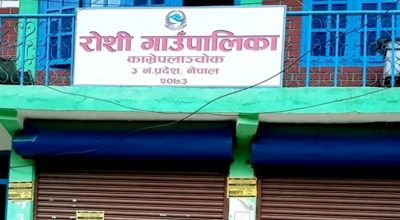 रोशी गाउँपालिका
काभ्रेपलाञ्चोक
३ नं.प्रदेश, नेपाल
२०७३